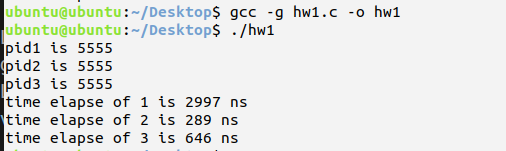 ubuntu@ubuntu:~/Desktop$ gcc -g hw1.c -o hw1
ubuntu@ubuntu:~/Desktop$ ./hw1
pid1 is 5555
pid2 is 5555
pid3 is 5555
time elapse of 1 is 2997 ns
time elapse of 2 is 289 ns
time elapse of 3 is 646 ns